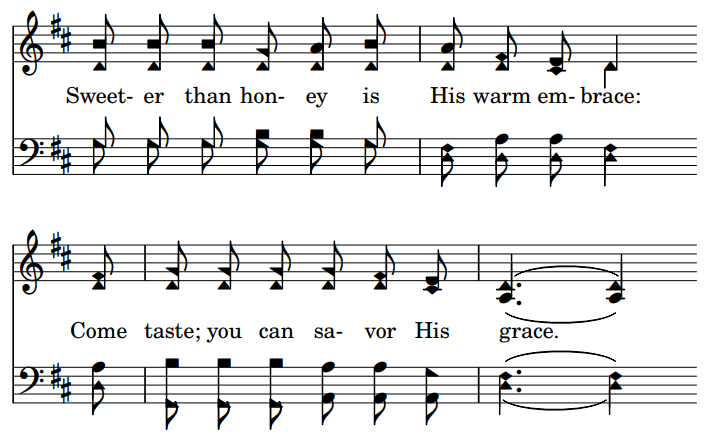 Sweet- er than hon- ey is His warm em- brace:
Come taste; you can sa- vor His grace.